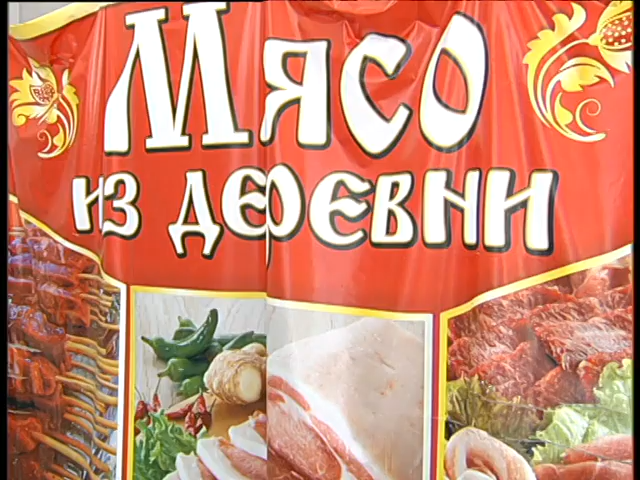 Мясо
из деревни